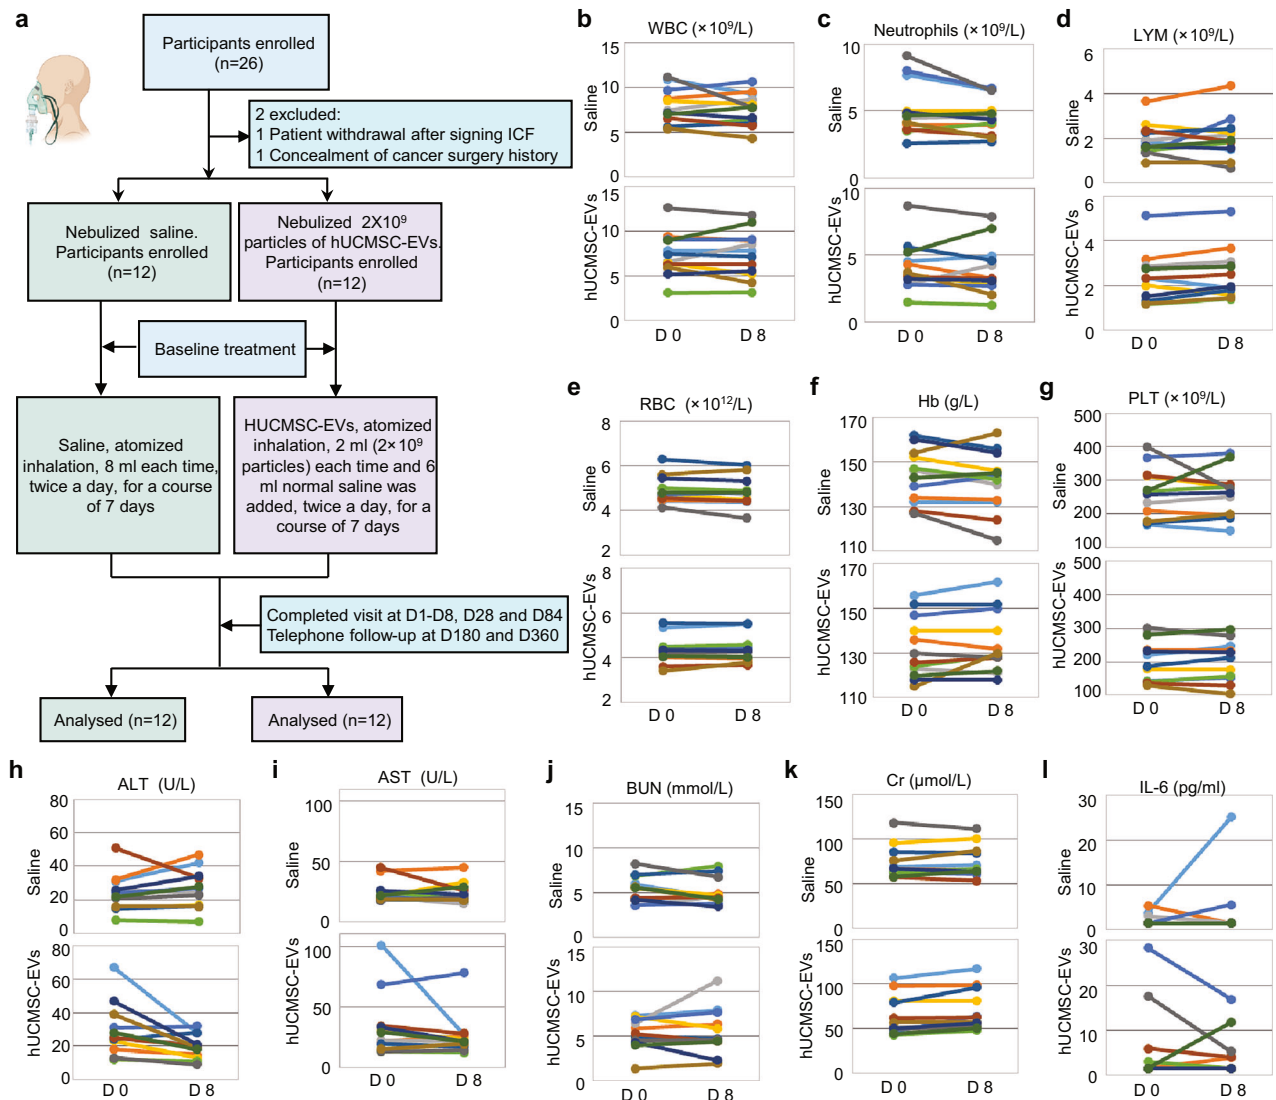 a
Participants enrolled
(n=26)
2 excluded:
1 Patient withdrawal after signing ICF
1 Concealment of cancer surgery history
Nebulized saline.
Participants enrolled
(n=12)
Nebulized 2X10⁹
particles of hUCMSC-EVs.
Participants enrolled
(n=12)
Baseline treatment
Saline, atomized
inhalation, 8 ml each time,
twice a day, for a course
of 7 days
HUCMSC-EVs, atomized
inhalation, 2 ml (2×10⁹
particles) each time and 6
ml normal saline was
added, twice a day, for a
course of 7 days
Completed visit at D1-D8, D28 and D84
Telephone follow-up at D180 and D360
Analysed (n=12)
Analysed (n=12)
b
WBC (×10⁹/L)
Saline
15
10
5
0
hUCMSC-EVs
15
10
5
0
D 0
D 8
c
Neutrophils (×10⁹/L)
Saline
10
5
0
hUCMSC-EVs
10
5
0
D 0
D 8
d
LYM (×10⁹/L)
Saline
6
4
2
0
hUCMSC-EVs
6
4
2
0
D 0
D 8
e
RBC (×10¹²/L)
Saline
8
6
4
2
hUCMSC-EVs
8
6
4
2
D 0
D 8
f
Hb (g/L)
Saline
170
150
130
110
hUCMSC-EVs
170
150
130
110
D 0
D 8
g
PLT (×10⁹/L)
Saline
500
400
300
200
100
hUCMSC-EVs
500
400
300
200
100
D 0
D 8
h
ALT (U/L)
Saline
80
60
40
20
0
hUCMSC-EVs
80
60
40
20
0
D 0
D 8
i
AST (U/L)
Saline
100
50
0
hUCMSC-EVs
100
50
0
D 0
D 8
j
BUN (mmol/L)
Saline
15
10
5
0
hUCMSC-EVs
15
10
5
0
D 0
D 8
k
Cr (μmol/L)
Saline
150
100
50
0
hUCMSC-EVs
150
100
50
0
D 0
D 8
l
IL-6 (pg/ml)
Saline
30
20
10
0
hUCMSC-EVs
30
20
10
0
D 0
D 8